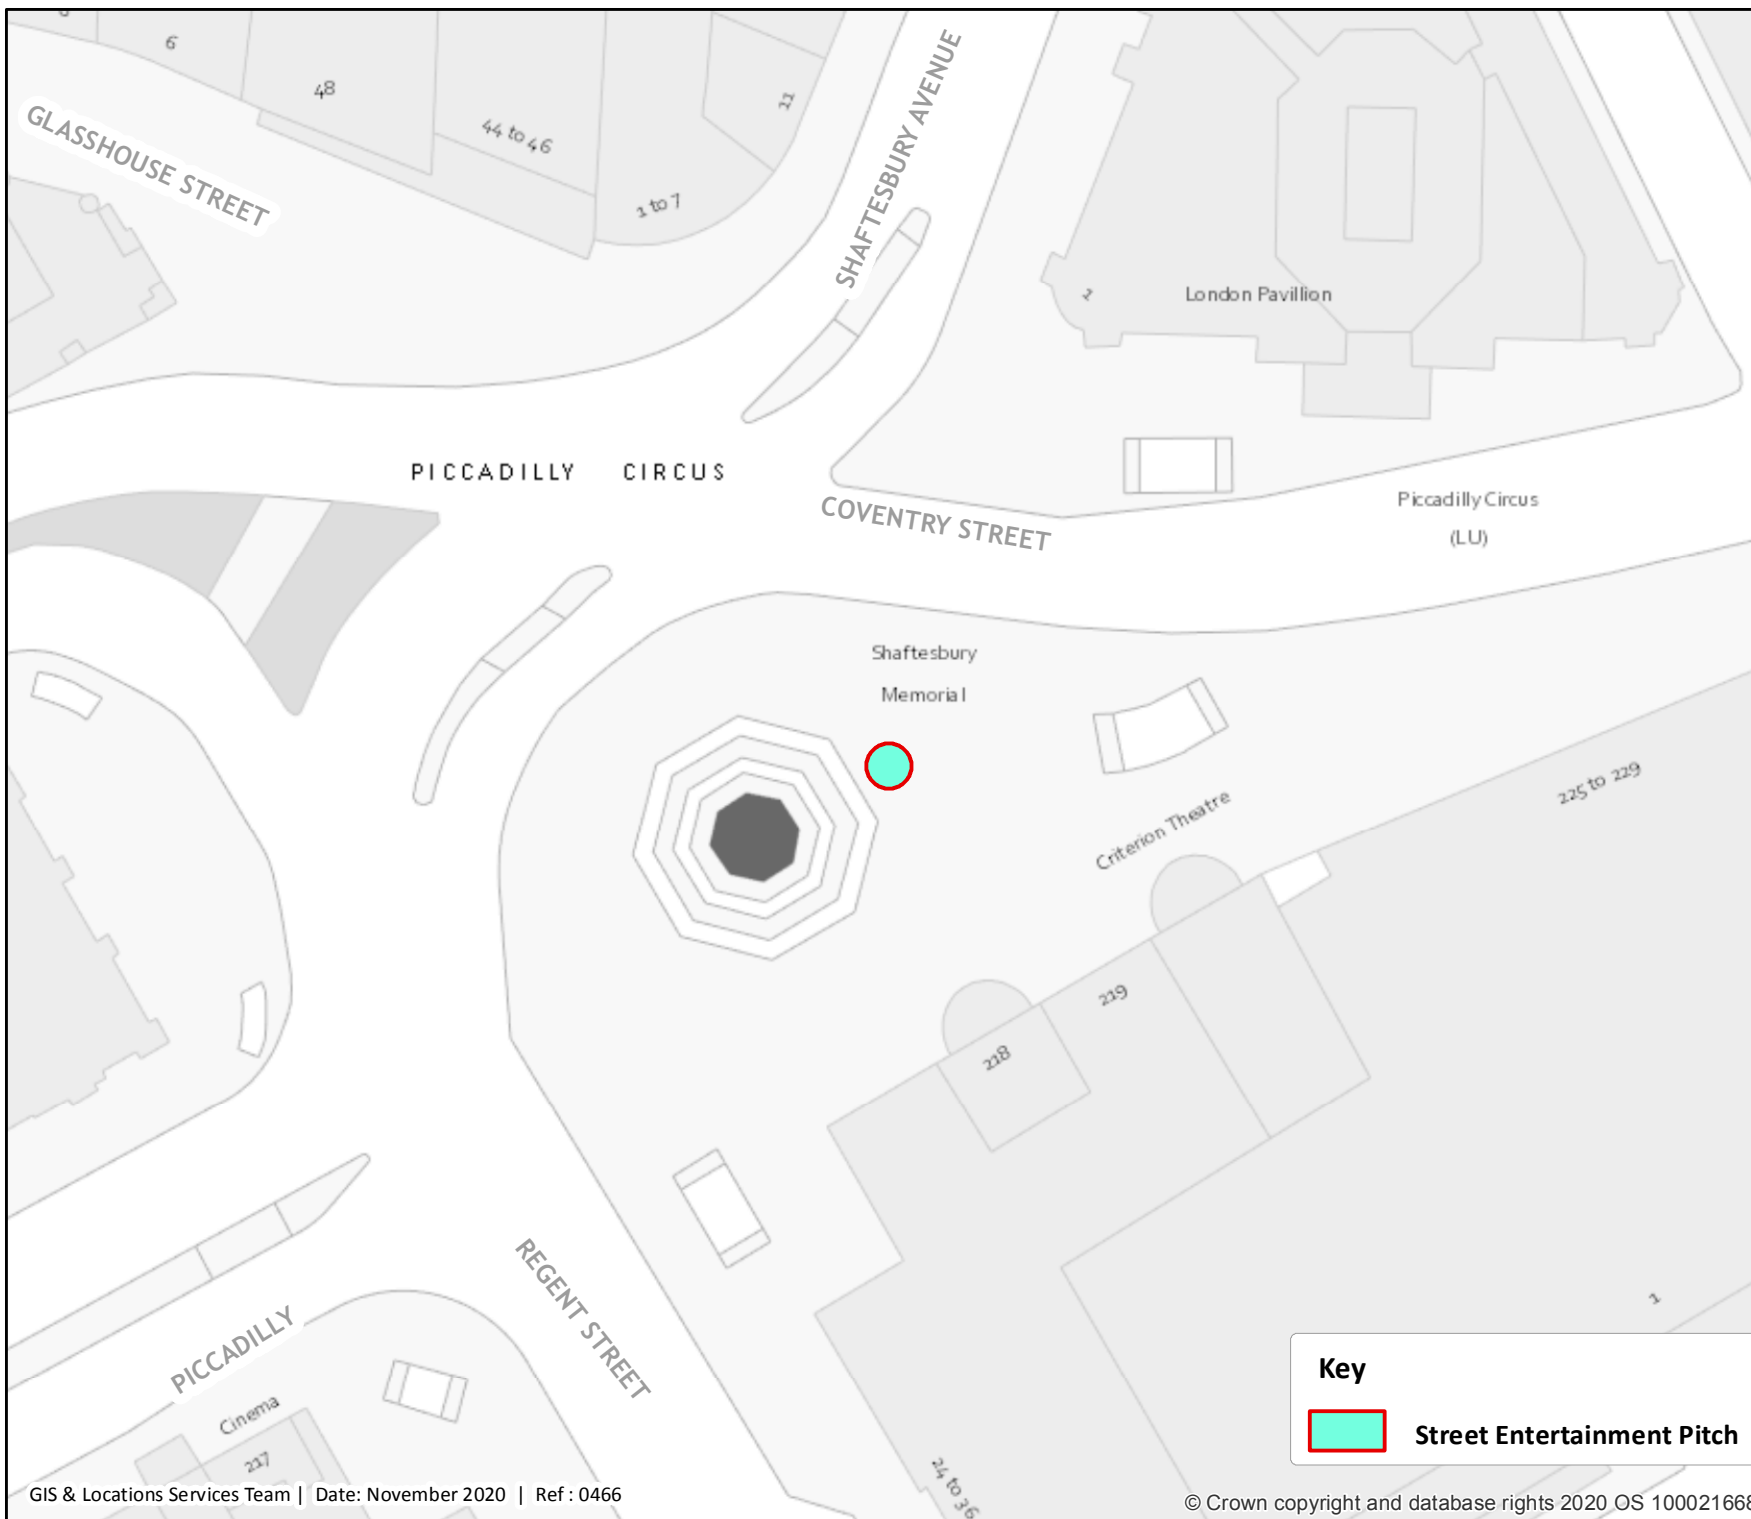 6
48
44 to 46
11
1 to 7
GLASSHOUSE STREET
SHAFTESBURY AVENUE
1
London Pavillion
PICCADILLY CIRCUS
COVENTRY STREET
Piccadilly Circus
(LU)
Shaftesbury
Memorial
Criterion Theatre
225 to 229
219
218
REGENT STREET
PICCADILLY
Cinema
217
24 to 36
1
Key
Street Entertainment Pitch
GIS & Locations Services Team | Date: November 2020 | Ref : 0466
© Crown copyright and database rights 2020 OS 100021668